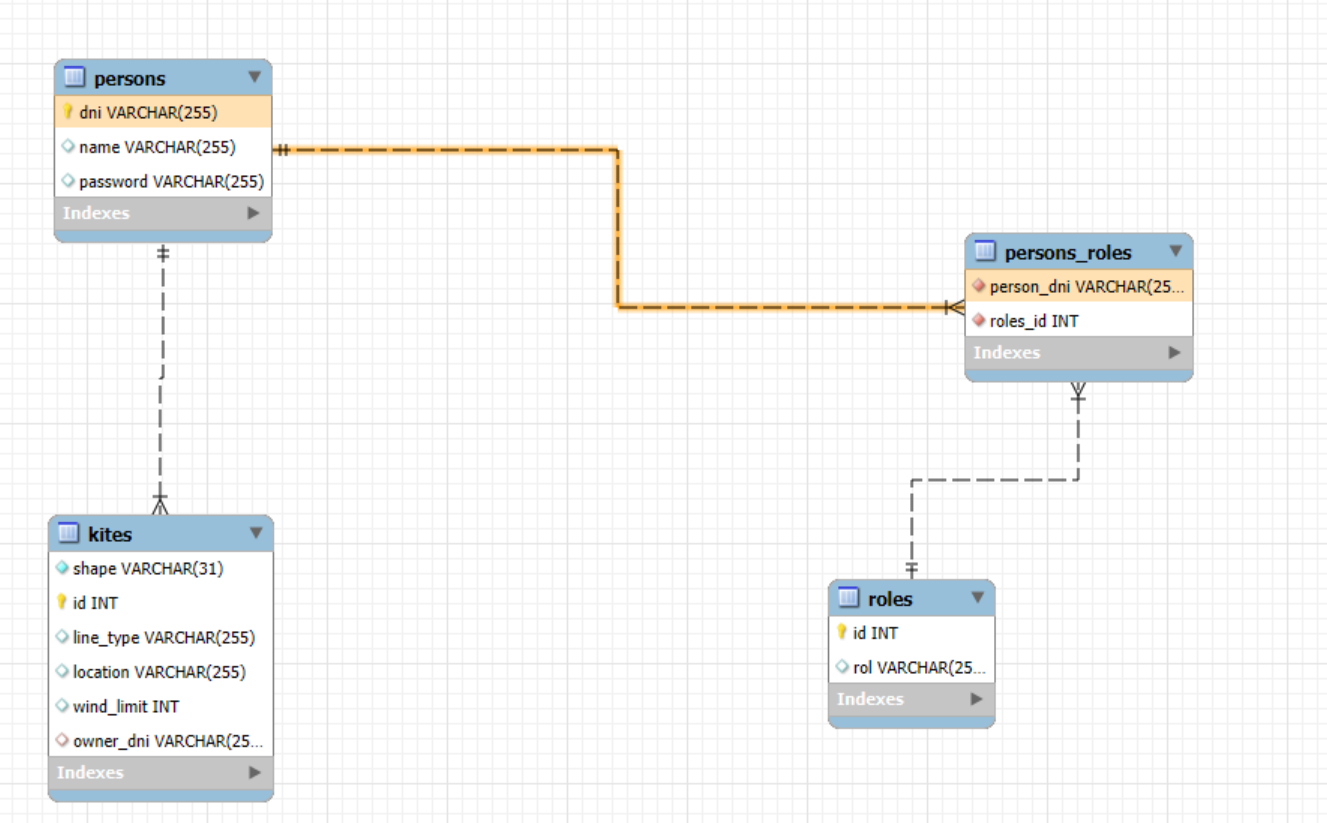 persons
dni VARCHAR(255)
name VARCHAR(255)
password VARCHAR(255)
Indexes
persons_roles
person_dni VARCHAR(25...
roles_id INT
Indexes
kites
shape VARCHAR(31)
id INT
line_type VARCHAR(255)
location VARCHAR(255)
wind_limit INT
owner_dni VARCHAR(25...
Indexes
roles
id INT
rol VARCHAR(25...
Indexes